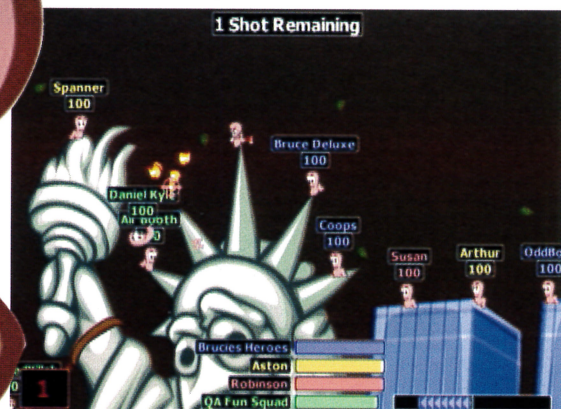 1 Shot Remaining
Spanner
100
Bruce Deluxe
100
Daniel Kyle
100
Coops
100
Susan
100
Arthur
100
100
Brucies Heroes
Aston
Robinson
QA Fun Squad
1